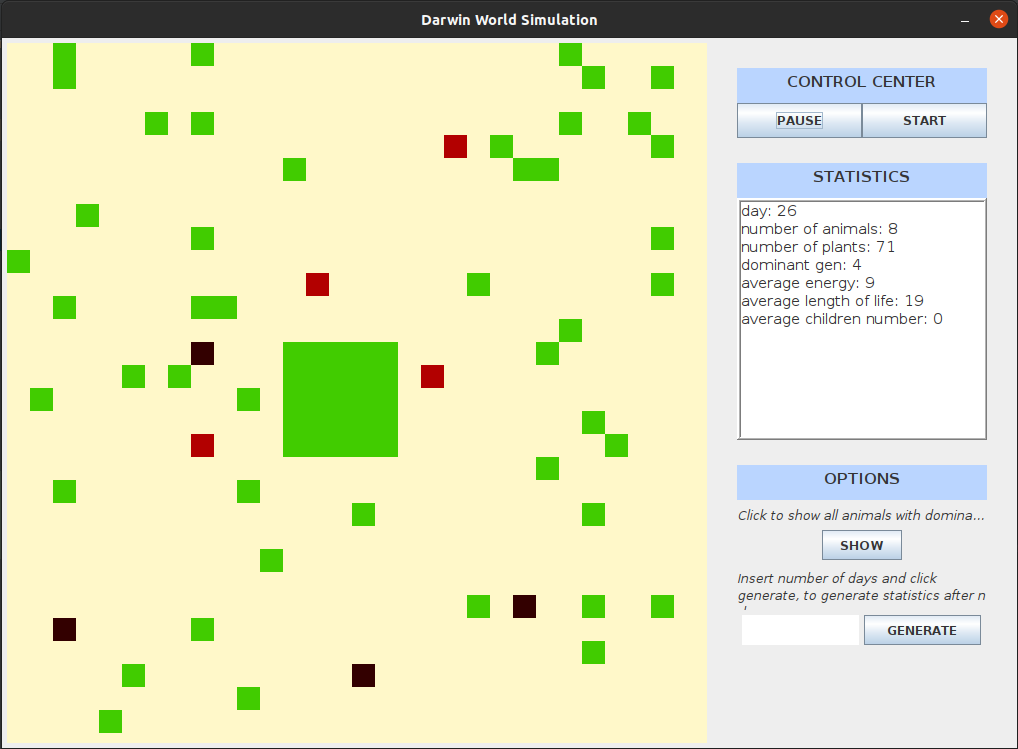 Darwin World Simulation
CONTROL CENTER
PAUSE START
STATISTICS
day: 26
number of animals: 8
number of plants: 71
dominant gen: 4
average energy: 9
average length of life: 19
average children number: 0
OPTIONS
Click to show all animals with domina...
SHOW
Insert number of days and click
generate, to generate statistics after n
GENERATE